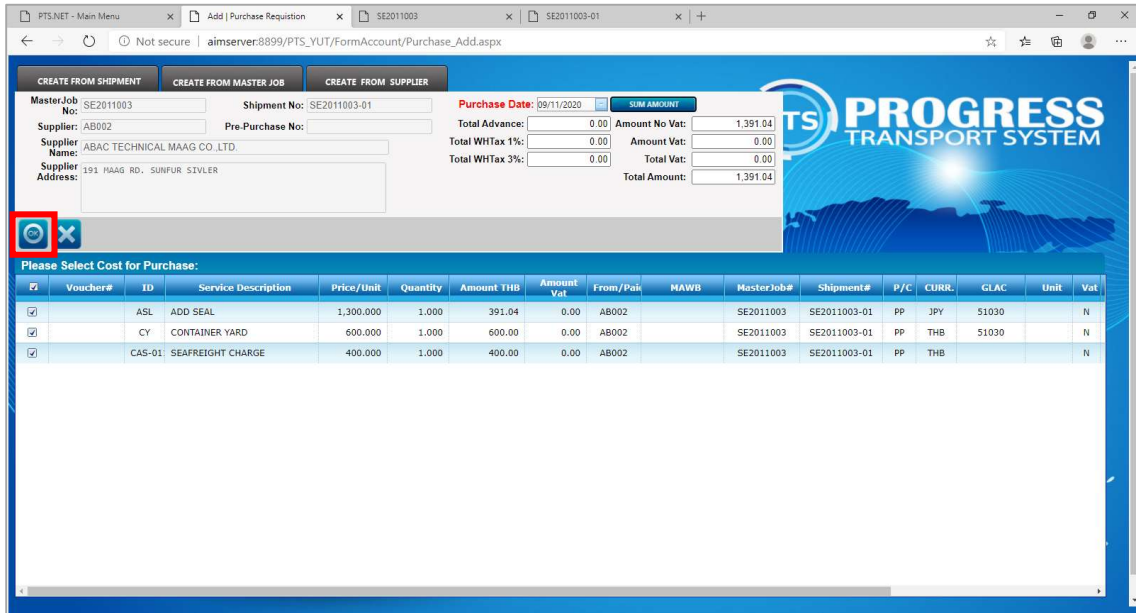 PTS.NET - Main Menu
Add | Purchase Requistion
SE2011003
SE2011003-01
Not secure | aimserver:8899/PTS_YUT/FormAccount/Purchase_Add.aspx
CREATE FROM SHIPMENT
CREATE FROM MASTER JOB
CREATE FROM SUPPLIER
MasterJob No: SE2011003 Shipment No: SE2011003-01 Purchase Date: 09/11/2020 SUM AMOUNT
Supplier: AB002 Pre-Purchase No: Total Advance: 0.00 Amount No Vat: 1,391.04
Supplier Name: ABAC TECHNICAL MAAG CO.,LTD. Total WHTax 1%: 0.00 Amount Vat: 0.00
Supplier Address: 191 MAAG RD. SUNFUR SIVLER Total WHTax 3%: 0.00 Total Vat: 0.00
Total Amount: 1,391.04
TS
PROGRESS
TRANSPORT SYSTEM
OK
Please Select Cost for Purchase:
Voucher# ID Service Description Price/Unit Quantity Amount THB Amount Vat From/Paid MAWB MasterJob# Shipment# P/C CURR. GLAC Unit Vat
ASL ADD SEAL 1,300.000 1.000 391.04 0.00 AB002 SE2011003 SE2011003-01 PP JPY 51030 N
CY CONTAINER YARD 600.000 1.000 600.00 0.00 AB002 SE2011003 SE2011003-01 PP THB 51030 N
CAS-01 SEAFREIGHT CHARGE 400.000 1.000 400.00 0.00 AB002 SE2011003 SE2011003-01 PP THB N